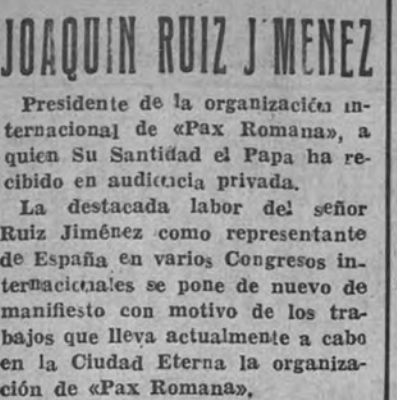 JOAQUIN RUIZ J MENEZ
Presidente de la organización in-
ternacional de «Pax Romana», a
quien Su Santidad el Papa ha re-
cibido en audiencia privada.
La destacada labor del señor
Ruiz Jiménez como representante
de España en varios Congresos in-
ternacionales se pone de nuevo de
manifiesto con motivo de los tra-
bajos que lleva actualmente a cabo
en la Ciudad Eterna la organiza-
ción de «Pax Romana».